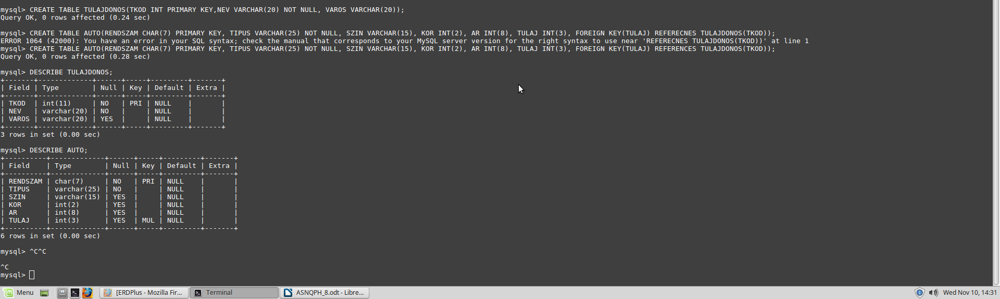 mysql> CREATE TABLE TULAJDONOS(TKOD INT PRIMARY KEY,NEV VARCHAR(20) NOT NULL, VAROS VARCHAR(20));
Query OK, 0 rows affected (0.24 sec)

mysql> CREATE TABLE AUTO(RENDSZAM CHAR(7) PRIMARY KEY, TIPUS VARCHAR(25) NOT NULL, SZIN VARCHAR(15), KOR INT(2), AR INT(8), TULAJ INT(3), FOREIGN KEY(TULAJ) REFERECNES TULAJDONOS(TKOD));
ERROR 1064 (42000): You have an error in your SQL syntax; check the manual that corresponds to your MySQL server version for the right syntax to use near 'REFERECNES TULAJDONOS(TKOD))' at line 1
mysql> CREATE TABLE AUTO(RENDSZAM CHAR(7) PRIMARY KEY, TIPUS VARCHAR(25) NOT NULL, SZIN VARCHAR(15), KOR INT(2), AR INT(8), TULAJ INT(3), FOREIGN KEY(TULAJ) REFERENCES TULAJDONOS(TKOD));
Query OK, 0 rows affected (0.28 sec)

mysql> DESCRIBE TULAJDONOS;
+-------+-------------+------+-----+---------+-------+
| Field | Type        | Null | Key | Default | Extra |
+-------+-------------+------+-----+---------+-------+
| TKOD  | int(11)     | NO   | PRI | NULL    |       |
| NEV   | varchar(20) | NO   |     | NULL    |       |
| VAROS | varchar(20) | YES  |     | NULL    |       |
+-------+-------------+------+-----+---------+-------+
3 rows in set (0.00 sec)

mysql> DESCRIBE AUTO;
+----------+-------------+------+-----+---------+-------+
| Field    | Type        | Null | Key | Default | Extra |
+----------+-------------+------+-----+---------+-------+
| RENDSZAM | char(7)     | NO   | PRI | NULL    |       |
| TIPUS    | varchar(25) | NO   |     | NULL    |       |
| SZIN     | varchar(15) | YES  |     | NULL    |       |
| KOR      | int(2)      | YES  |     | NULL    |       |
| AR       | int(8)      | YES  |     | NULL    |       |
| TULAJ    | int(3)      | YES  | MUL | NULL    |       |
+----------+-------------+------+-----+---------+-------+
6 rows in set (0.00 sec)

mysql> ^C^C

^C
mysql>
Menu [ERDPlus - Mozilla Fir... Terminal ASNQPH_8.odt - Libre... Wed Nov 10, 14:31